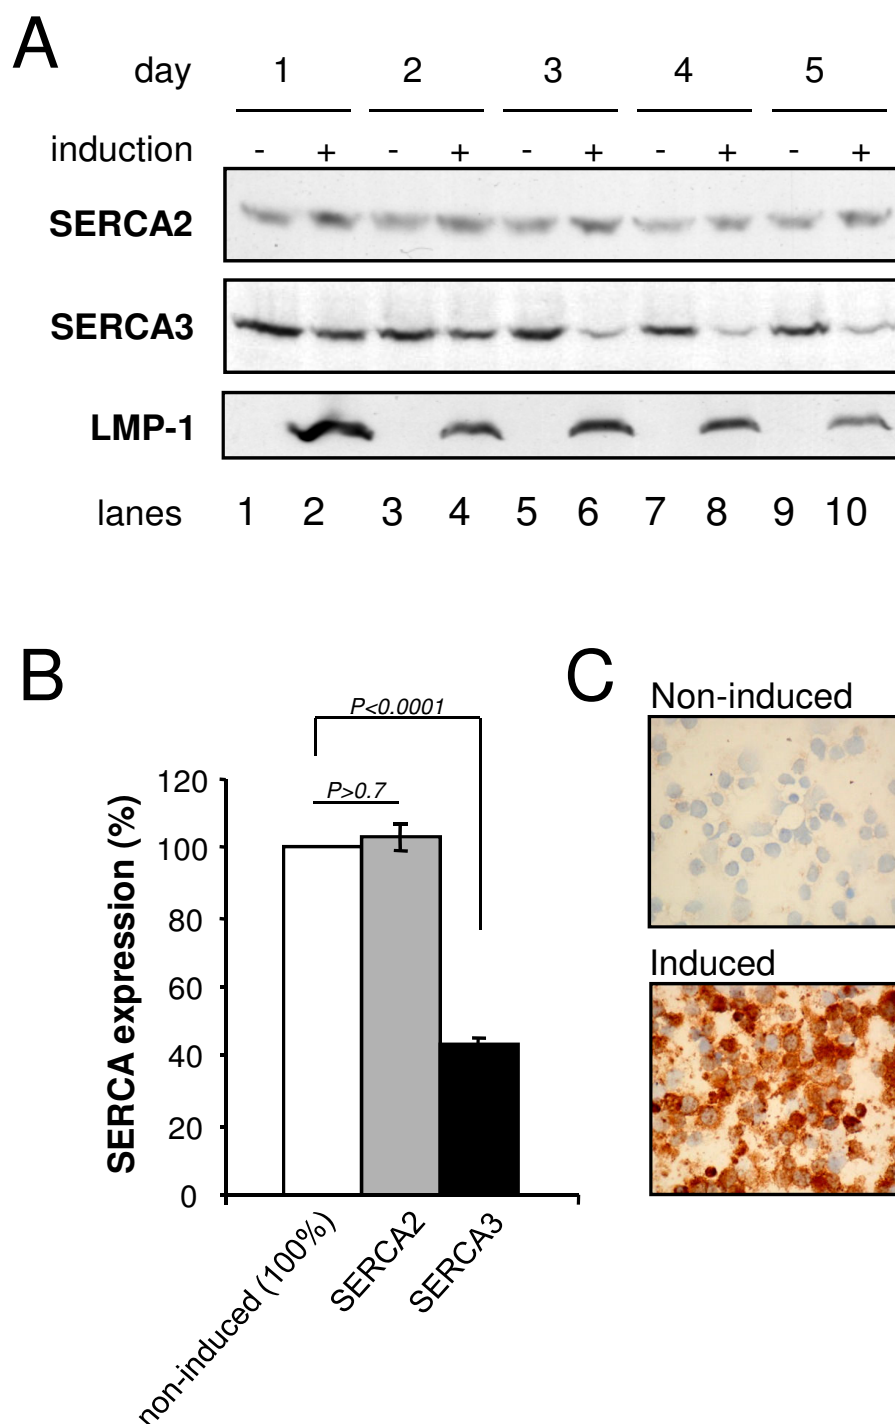 A
day 1 2 3 4 5
induction - + - + - + - + - +
SERCA2
SERCA3
LMP-1
lanes 1 2 3 4 5 6 7 8 9 10
B
P<0.0001
P>0.7
SERCA expression (%)
120
100
80
60
40
20
0
non-induced (100%)
SERCA2
SERCA3
C
Non-induced
Induced